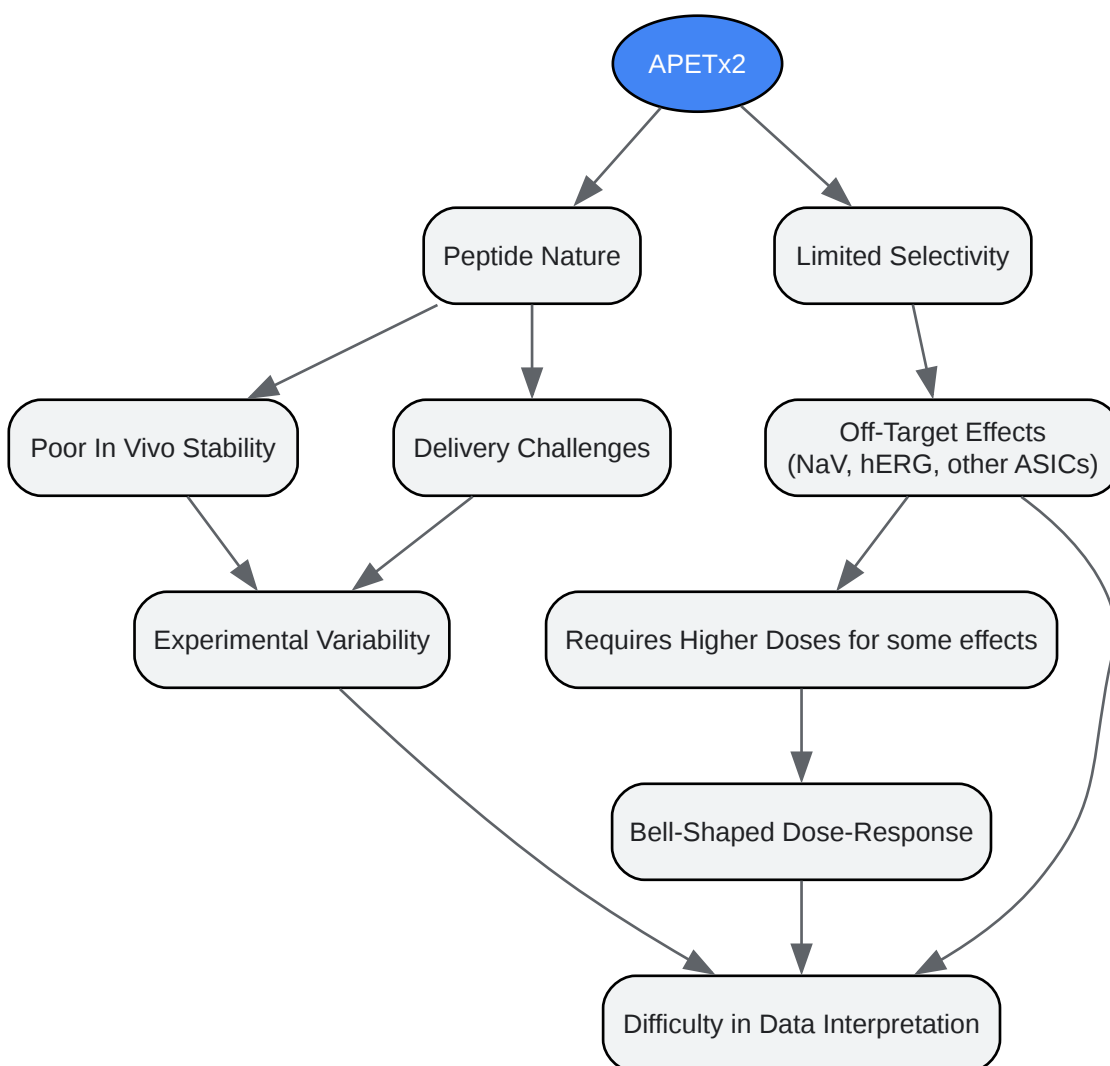 APETx2
Peptide Nature
Limited Selectivity
Poor In Vivo Stability
Delivery Challenges
Off-Target Effects
(NaV, hERG, other ASICs)
Experimental Variability
Requires Higher Doses for some effects
Bell-Shaped Dose-Response
Difficulty in Data Interpretation